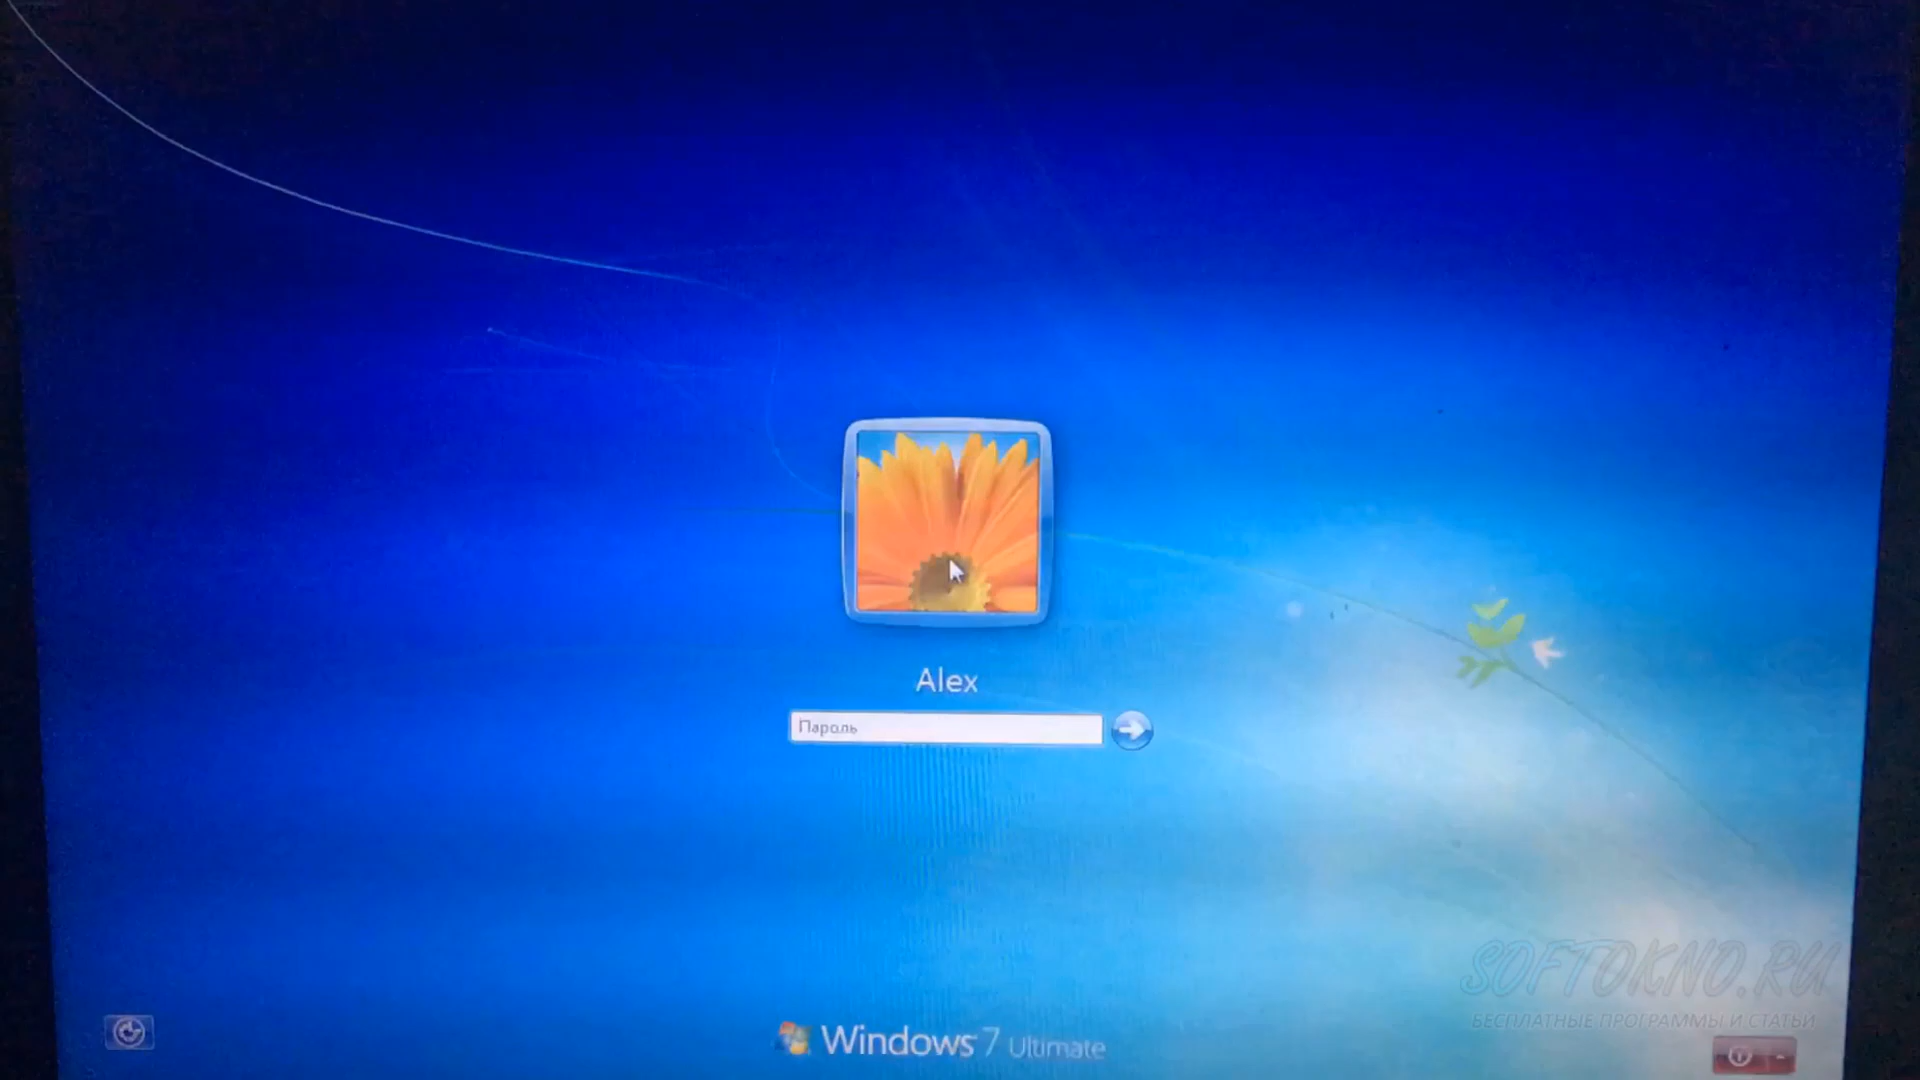 Alex
Пароль
SOFTOKNO.RU
БЕСПЛАТНЫЕ ПРОГРАММЫ И СТАТЬИ
Windows 7 Ultimate